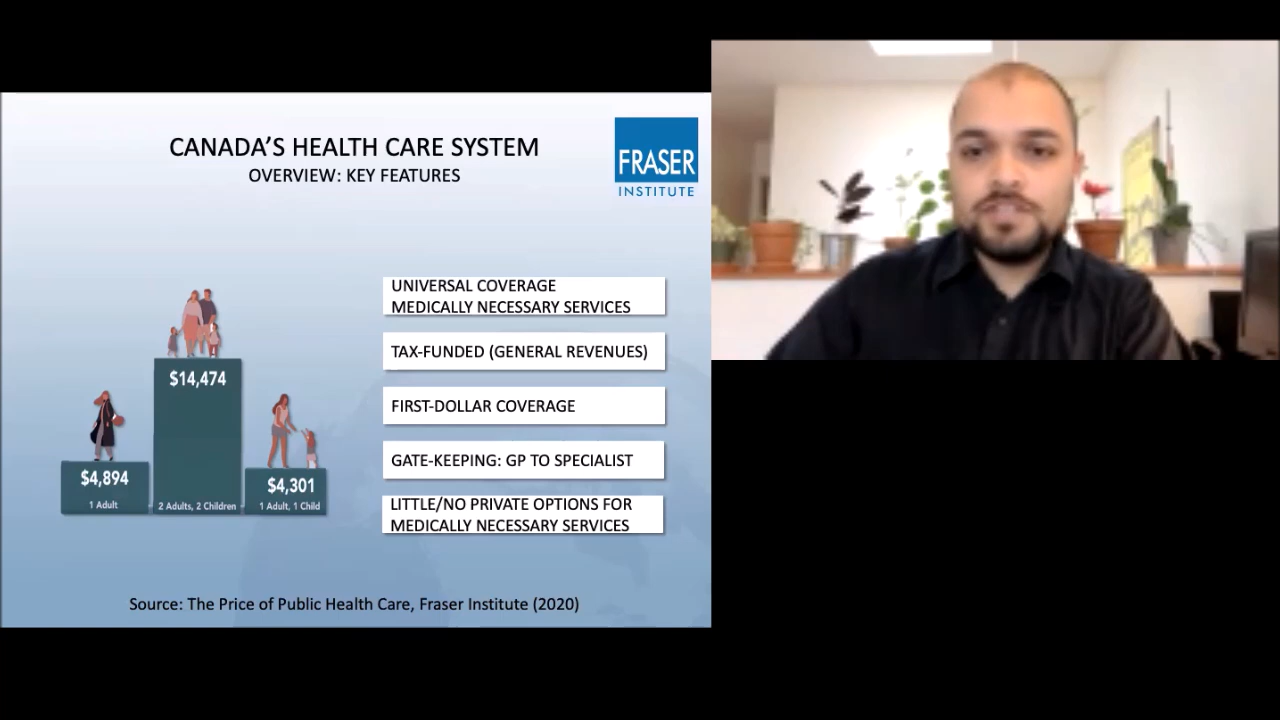 CANADA’S HEALTH CARE SYSTEM
OVERVIEW: KEY FEATURES
FRASER
INSTITUTE
UNIVERSAL COVERAGE
MEDICALLY NECESSARY SERVICES
TAX-FUNDED (GENERAL REVENUES)
FIRST-DOLLAR COVERAGE
GATE-KEEPING: GP TO SPECIALIST
LITTLE/NO PRIVATE OPTIONS FOR
MEDICALLY NECESSARY SERVICES
$14,474
2 Adults, 2 Children
$4,894
1 Adult
$4,301
1 Adult, 1 Child
Source: The Price of Public Health Care, Fraser Institute (2020)